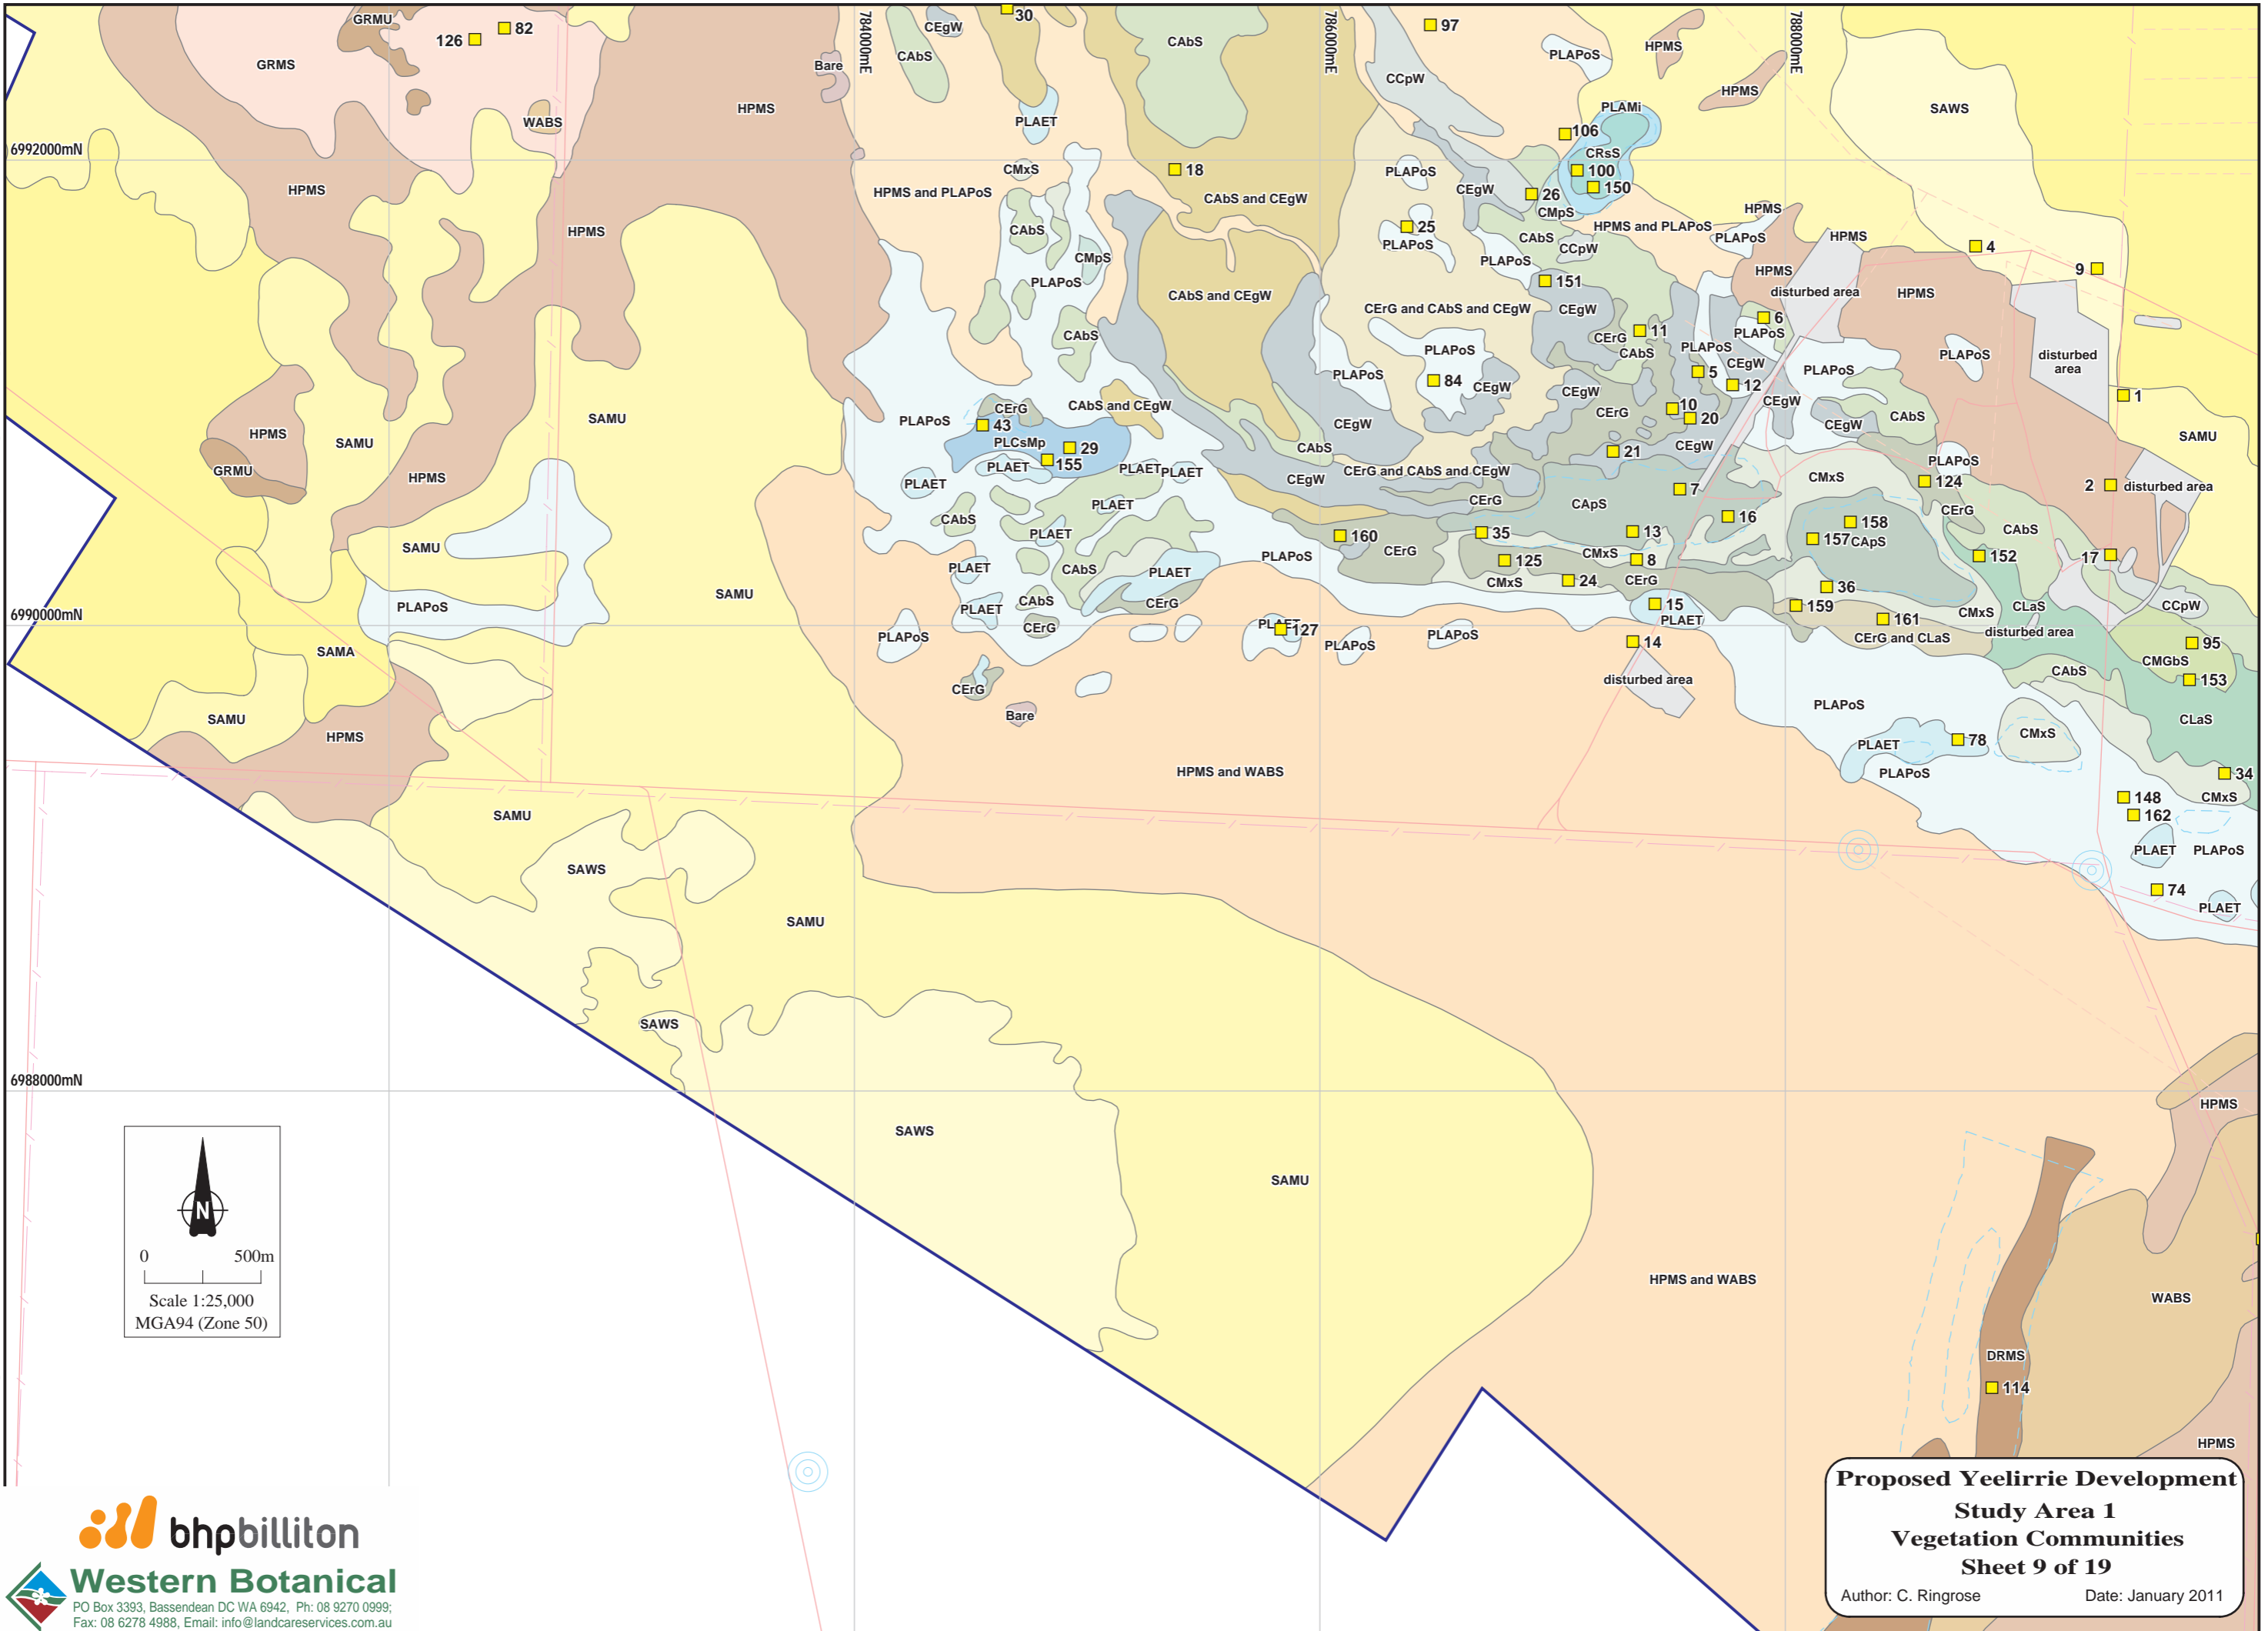 GRMU
126
82
GRMS
WABS
HPMS
Bare
784000mE
CAbS
CEgW
30
PLAET
CAbS
786000mE
97
CCpW
PLAPoS
HPMS
788000mE
HPMS
SAWS
PLAMi
106
CRsS
100
150
26
CMpS
6992000mN
HPMS
HPMS
HPMS and PLAPoS
CMxS
18
CAbS and CEgW
PLAPoS
CEgW
25
PLAPoS
CAbS
CCpW
HPMS and PLAPoS
HPMS
PLAPoS
HPMS
4
9
CAbS
CMpS
PLAPoS
PLAPoS
151
HPMS
disturbed area
HPMS
CAbS and CEgW
CErG and CAbS and CEgW
CEgW
6
PLAPoS
CAbS
PLAPoS
CErG
11
CAbS
PLAPoS
CEgW
PLAPoS
disturbed
area
PLAPoS
84
CEgW
5
12
PLAPoS
CEgW
1
HPMS
SAMU
SAMU
GRMU
HPMS
PLAPoS
CErG
43
PLCsMp
29
155
PLAET
CAbS and CEgW
CEgW
CAbS
CErG
10
20
CEgW
CEgW
CAbS
SAMU
PLAET
PLAET
PLAET
CEgW
CErG and CAbS and CEgW
21
CEgW
PLAPoS
CMxS
124
2
disturbed area
CAbS
PLAET
PLAET
CErG
CApS
7
16
CErG
CAbS
SAMU
160
CErG
35
13
158
157
CApS
152
17
PLAET
CAbS
PLAET
PLAPoS
125
CMxS
8
CMxS
24
CErG
36
SAMU
PLAPoS
6990000mN
PLAET
CAbS
CErG
CErG
15
PLAET
159
161
CMxS
CLaS
CCpW
SAMA
PLAPoS
PLAET
127
PLAPoS
PLAPoS
14
CErG and CLaS
disturbed area
95
CMGbS
CErG
disturbed area
CAbS
153
SAMU
HPMS
Bare
PLAPoS
CLaS
PLAET
78
CMxS
HPMS and WABS
PLAPoS
34
CMxS
SAMU
148
162
PLAET
PLAPoS
SAWS
74
PLAET
SAMU
SAWS
6988000mN
HPMS
SAWS
SAMU
HPMS and WABS
WABS
DRMS
114
HPMS
N
0 500m
Scale 1:25,000
MGA94 (Zone 50)
bhpbilliton
Western Botanical
PO Box 3393, Bassendean DC WA 6942, Ph: 08 9270 0999;
Fax: 08 6278 4988, Email: info@landcareservices.com.au
Proposed Yeelirrie Development
Study Area 1
Vegetation Communities
Sheet 9 of 19
Author: C. Ringrose Date: January 2011